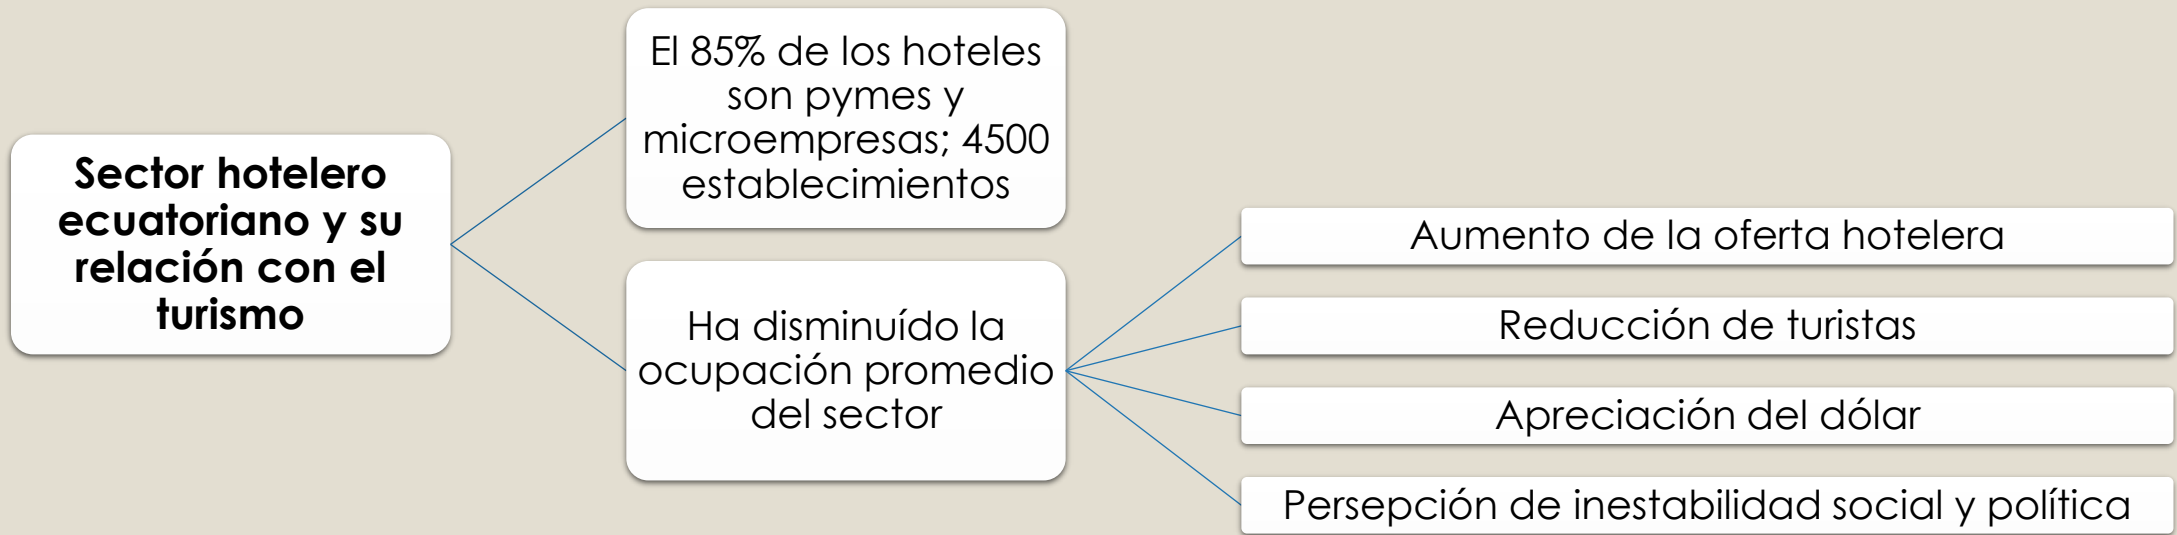 Sector hotelero
ecuatoriano y su
relación con el
turismo
El 85% de los hoteles
son pymes y
microempresas; 4500
establecimientos
Ha disminuído la
ocupación promedio
del sector
Aumento de la oferta hotelera
Reducción de turistas
Apreciación del dólar
Persepción de inestabilidad social y política